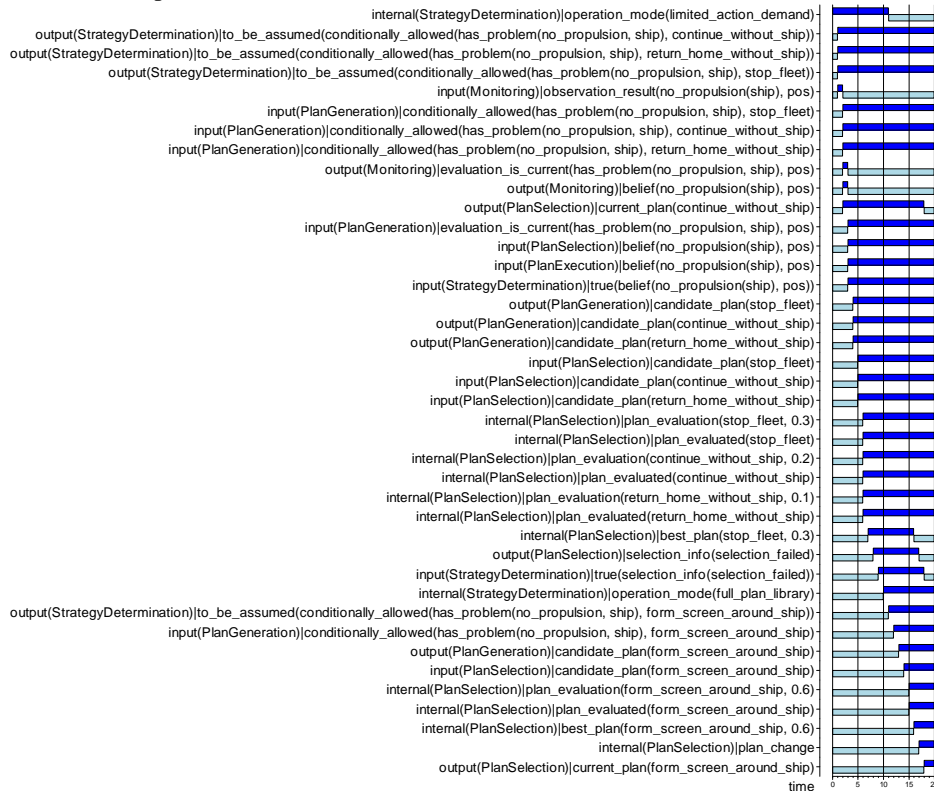 internal(StrategyDetermination)|operation_mode(limited_action_demand)
output(StrategyDetermination)|to_be_assumed(conditionally_allowed(has_problem(no_propulsion, ship), continue_without_ship))
output(StrategyDetermination)|to_be_assumed(conditionally_allowed(has_problem(no_propulsion, ship), return_home_without_ship))
output(StrategyDetermination)|to_be_assumed(conditionally_allowed(has_problem(no_propulsion, ship), stop_fleet))
input(Monitoring)|observation_result(no_propulsion(ship), pos)
input(PlanGeneration)|conditionally_allowed(has_problem(no_propulsion, ship), stop_fleet)
input(PlanGeneration)|conditionally_allowed(has_problem(no_propulsion, ship), continue_without_ship)
input(PlanGeneration)|conditionally_allowed(has_problem(no_propulsion, ship), return_home_without_ship)
output(Monitoring)|evaluation_is_current(has_problem(no_propulsion, ship), pos)
output(Monitoring)|belief(no_propulsion(ship), pos)
output(PlanSelection)|current_plan(continue_without_ship)
input(PlanGeneration)|evaluation_is_current(has_problem(no_propulsion, ship), pos)
input(PlanSelection)|belief(no_propulsion(ship), pos)
input(PlanExecution)|belief(no_propulsion(ship), pos)
input(StrategyDetermination)|true(belief(no_propulsion(ship), pos))
output(PlanGeneration)|candidate_plan(stop_fleet)
output(PlanGeneration)|candidate_plan(continue_without_ship)
output(PlanGeneration)|candidate_plan(return_home_without_ship)
input(PlanSelection)|candidate_plan(stop_fleet)
input(PlanSelection)|candidate_plan(continue_without_ship)
input(PlanSelection)|candidate_plan(return_home_without_ship)
internal(PlanSelection)|plan_evaluation(stop_fleet, 0.3)
internal(PlanSelection)|plan_evaluated(stop_fleet)
internal(PlanSelection)|plan_evaluation(continue_without_ship, 0.2)
internal(PlanSelection)|plan_evaluated(continue_without_ship)
internal(PlanSelection)|plan_evaluation(return_home_without_ship, 0.1)
internal(PlanSelection)|plan_evaluated(return_home_without_ship)
internal(PlanSelection)|best_plan(stop_fleet, 0.3)
output(PlanSelection)|selection_info(selection_failed)
input(StrategyDetermination)|true(selection_info(selection_failed))
internal(StrategyDetermination)|operation_mode(full_plan_library)
output(StrategyDetermination)|to_be_assumed(conditionally_allowed(has_problem(no_propulsion, ship), form_screen_around_ship))
input(PlanGeneration)|conditionally_allowed(has_problem(no_propulsion, ship), form_screen_around_ship)
output(PlanGeneration)|candidate_plan(form_screen_around_ship)
input(PlanSelection)|candidate_plan(form_screen_around_ship)
internal(PlanSelection)|plan_evaluation(form_screen_around_ship, 0.6)
internal(PlanSelection)|plan_evaluated(form_screen_around_ship)
internal(PlanSelection)|best_plan(form_screen_around_ship, 0.6)
internal(PlanSelection)|plan_change
output(PlanSelection)|current_plan(form_screen_around_ship)
time 0 5 10 15